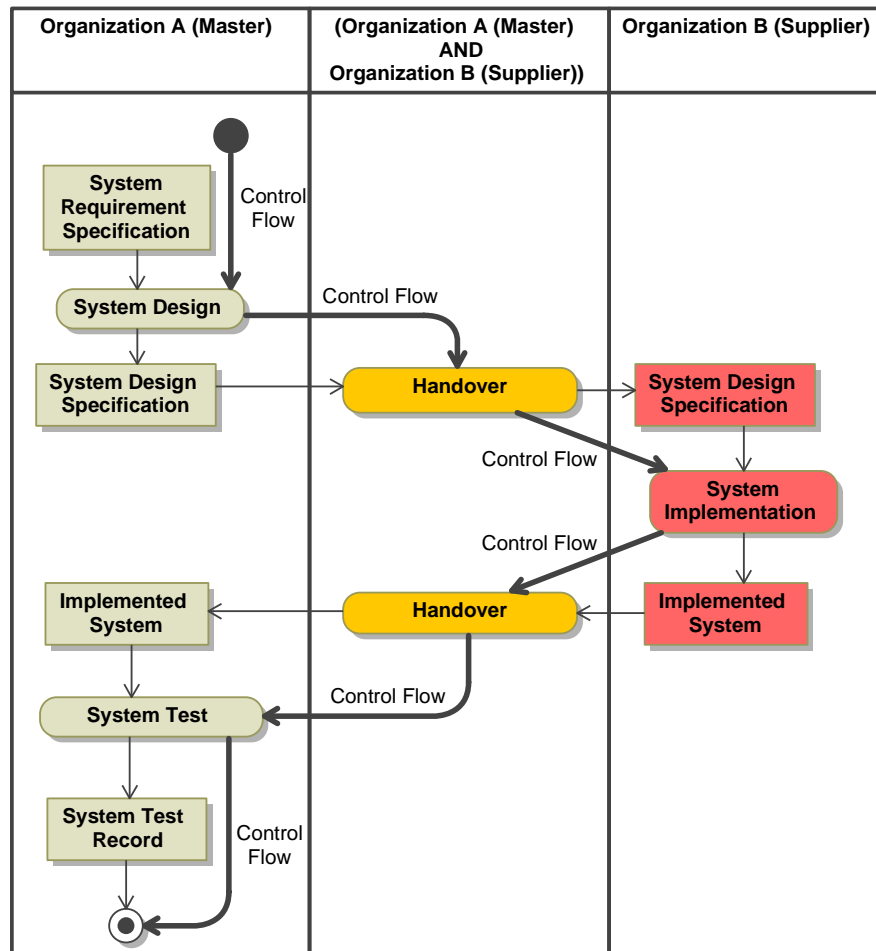 Organization A (Master)
(Organization A (Master)
AND
Organization B (Supplier))
Organization B (Supplier)
System
Requirement
Specification
Control
Flow
System Design
Control Flow
System Design
Specification
Handover
System Design
Specification
Control Flow
System
Implementation
Control Flow
Implemented
System
Handover
Implemented
System
Control Flow
System Test
System Test
Record
Control
Flow